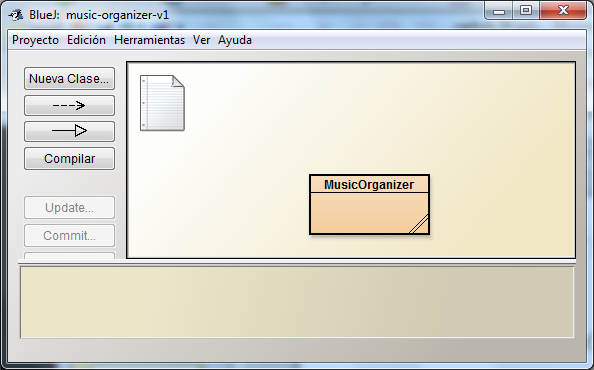 BlueJ: music-organizer-v1
Proyecto Edición Herramientas Ver Ayuda
Nueva Clase...
Compilar
Update...
Commit...
MusicOrganizer